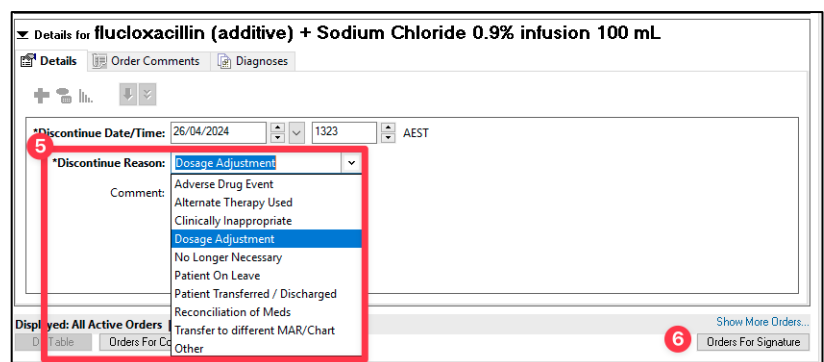 Details for flucloxacillin (additive) + Sodium Chloride 0.9% infusion 100 mL
Details Order Comments Diagnoses
*Discontinue Date/Time: 26/04/2024 1323 AEST
5
*Discontinue Reason: Dosage Adjustment
Comment:
Adverse Drug Event
Alternate Therapy Used
Clinically Inappropriate
Dosage Adjustment
No Longer Necessary
Patient On Leave
Patient Transferred / Discharged
Reconciliation of Meds
Transfer to different MAR/Chart
Other
Displayed: All Active Orders
Show More Orders...
Table
Orders For
6
Orders For Signature